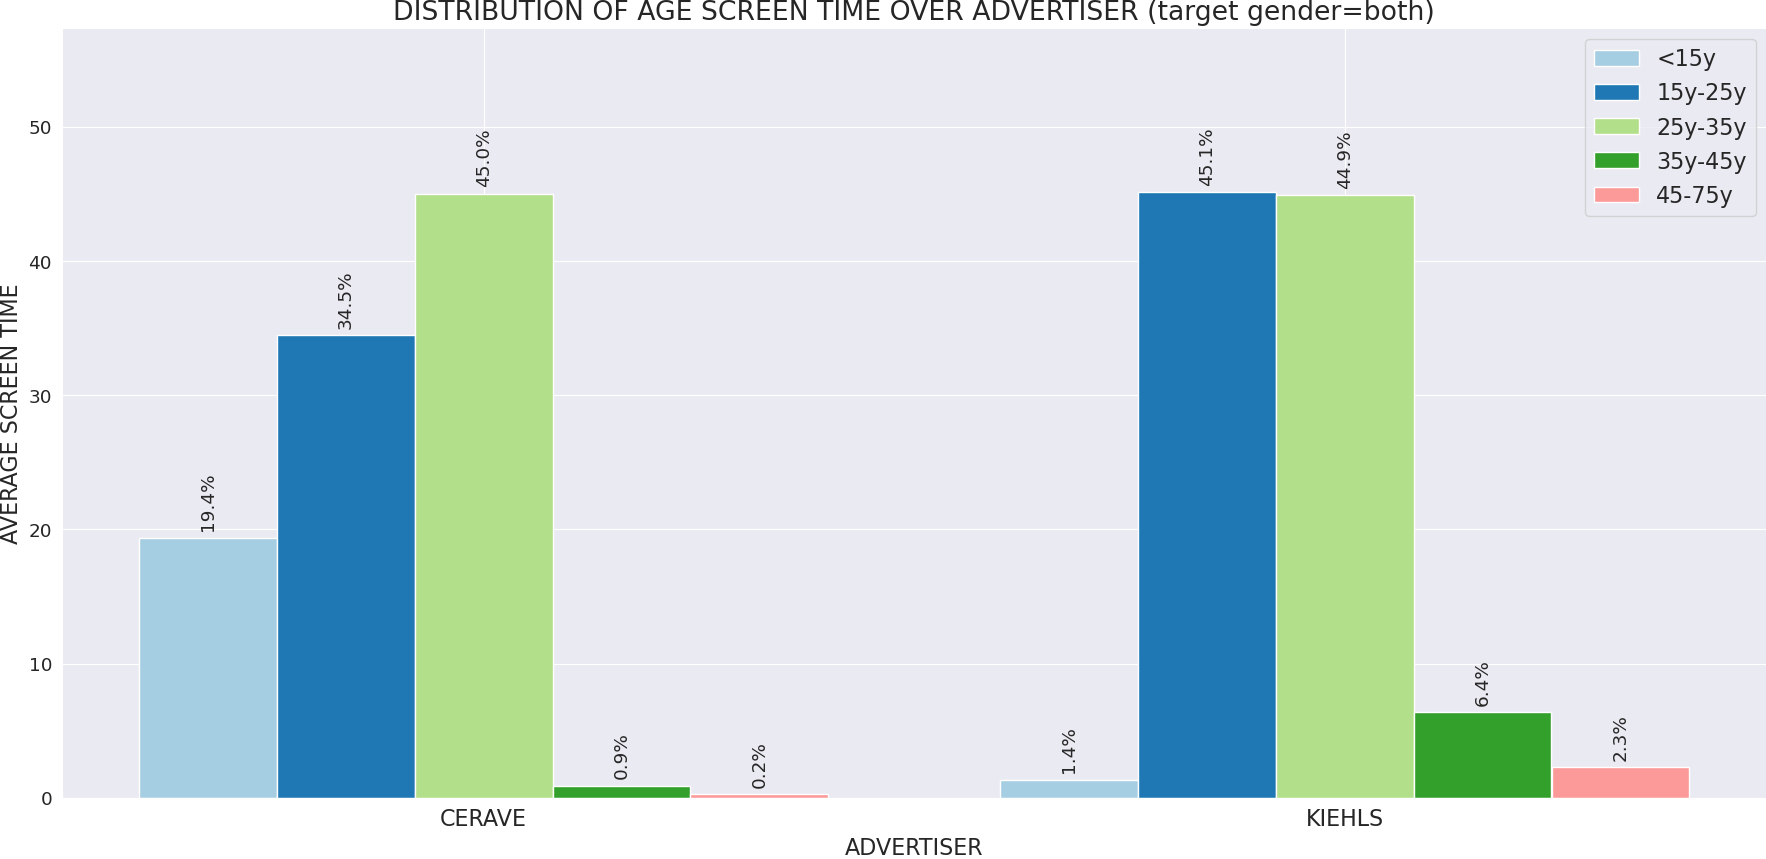 DISTRIBUTION OF AGE SCREEN TIME OVER ADVERTISER (target gender=both)
<15y
15y-25y
25y-35y
35y-45y
45-75y
AVERAGE SCREEN TIME
50
40
30
20
10
0
19.4%
34.5%
45.0%
0.9%
0.2%
1.4%
45.1%
44.9%
6.4%
2.3%
CERAVE
KIEHLS
ADVERTISER